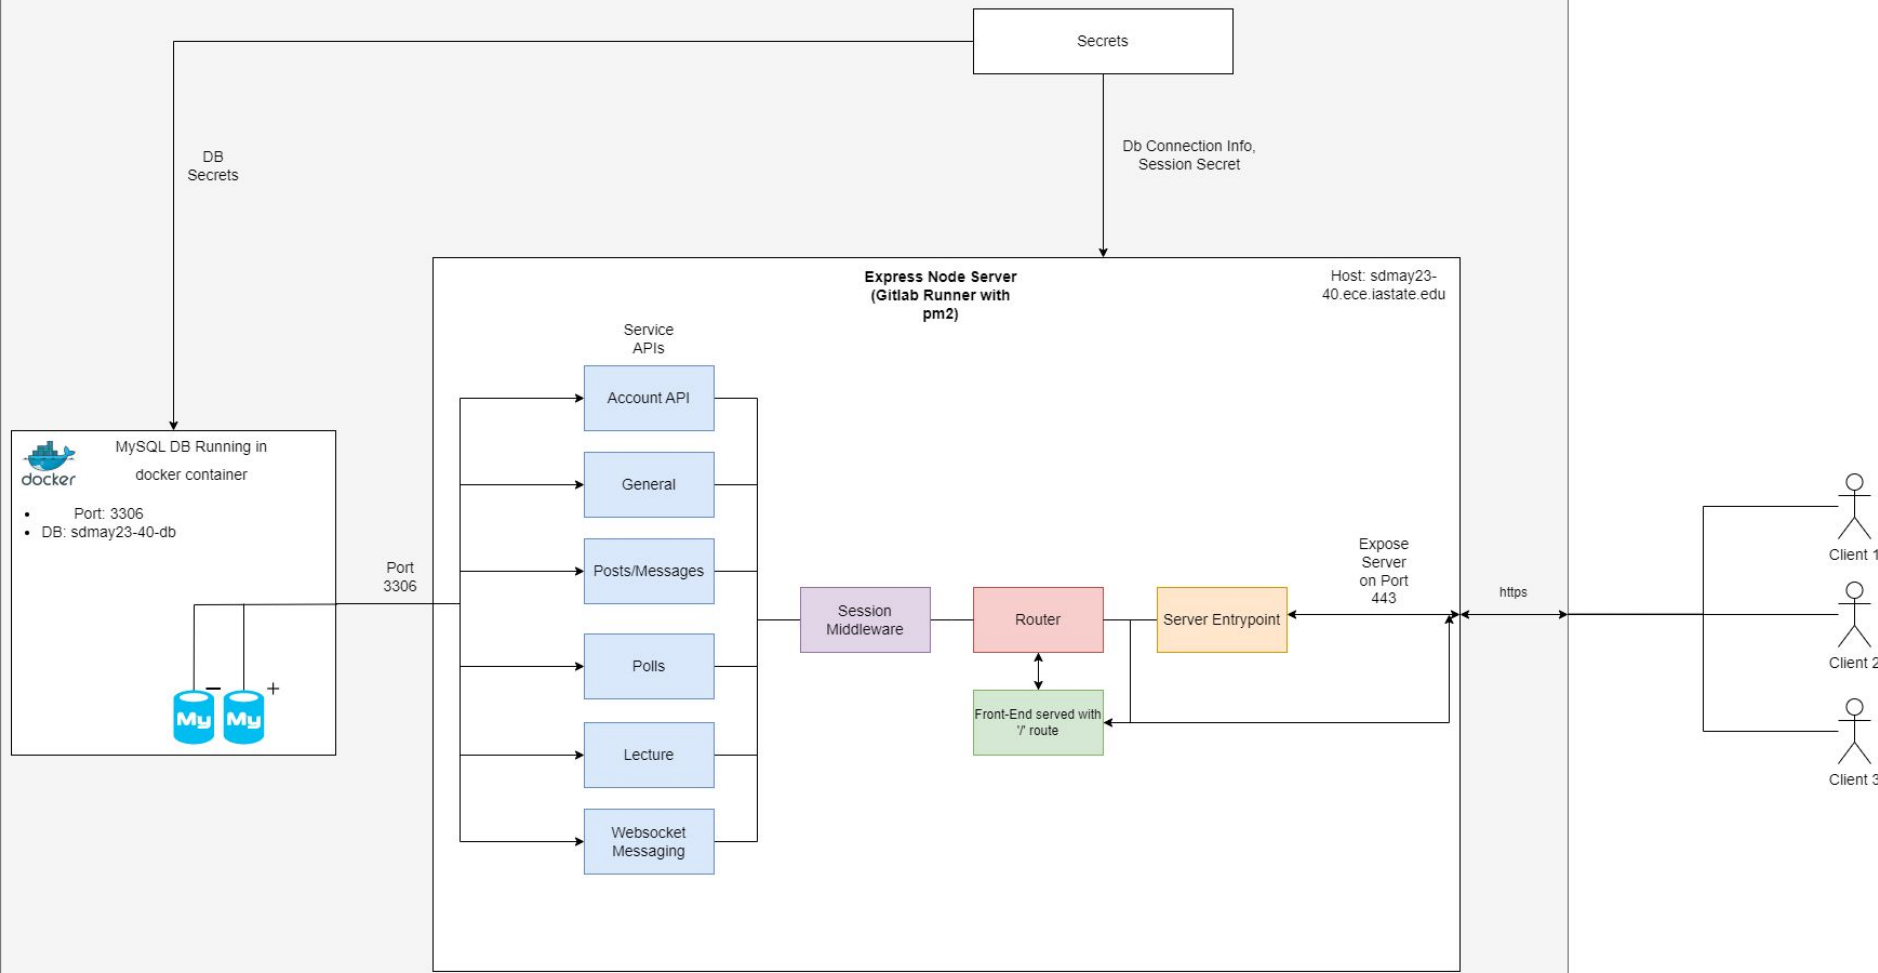 Secrets
DB
Secrets
Db Connection Info,
Session Secret
Express Node Server
(Gitlab Runner with
pm2)
Host: sdmay23-
40.ece.iastate.edu
Service
APIs
Account API
General
Posts/Messages
Polls
Lecture
Websocket
Messaging
docker
MySQL DB Running in
docker container
• Port: 3306
• DB: sdmay23-40-db
Port
3306
− +
My My
Session
Middleware
Router
Server Entrypoint
Front-End served with
'/' route
Expose
Server
on Port
443
https
Client 1
Client 2
Client 3